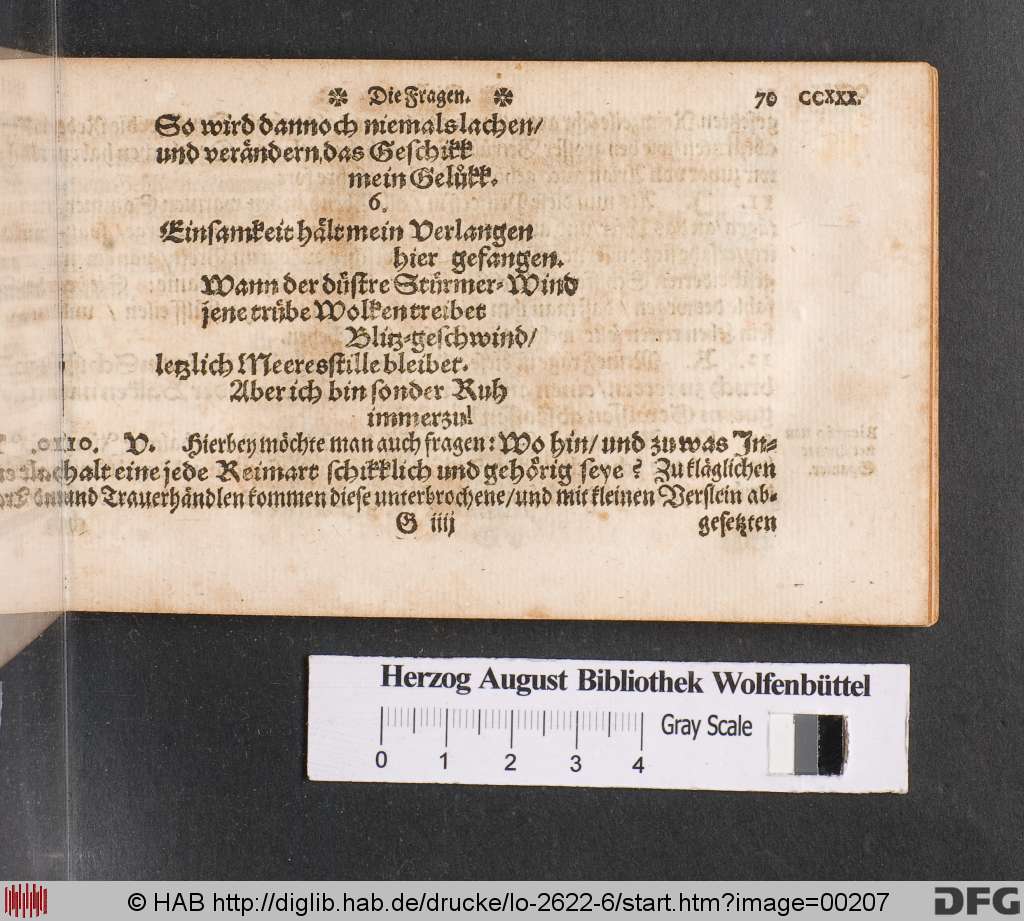 ✠ Die Fragen. ✠ 70 CCXXX.
So wird dannoch niemals lachen/
und verändern das Geschikk
mein Gelükk.
6.
Einsamkeit hält mein Verlangen
hier gefangen.
Wann der düstre Stürmer-Wind
jene trübe Wolken treibet
Blitz-geschwind/
letzlich Meeresstille bleibet.
Aber ich bin sonder Ruh
immerzu!
10. V. Hierbey möchte man auch fragen: Wo hin/ und zu was In-
halt eine jede Reimart schikklich und gehörig seye? Zu kläglichen
und Trauerhändlen kommen diese unterbrochene/ und mit kleinen Verslein ab-
G iiij gesetzten
Herzog August Bibliothek Wolfenbüttel
0 1 2 3 4 Gray Scale
© HAB http://diglib.hab.de/drucke/lo-2622-6/start.htm?image=00207 DFG